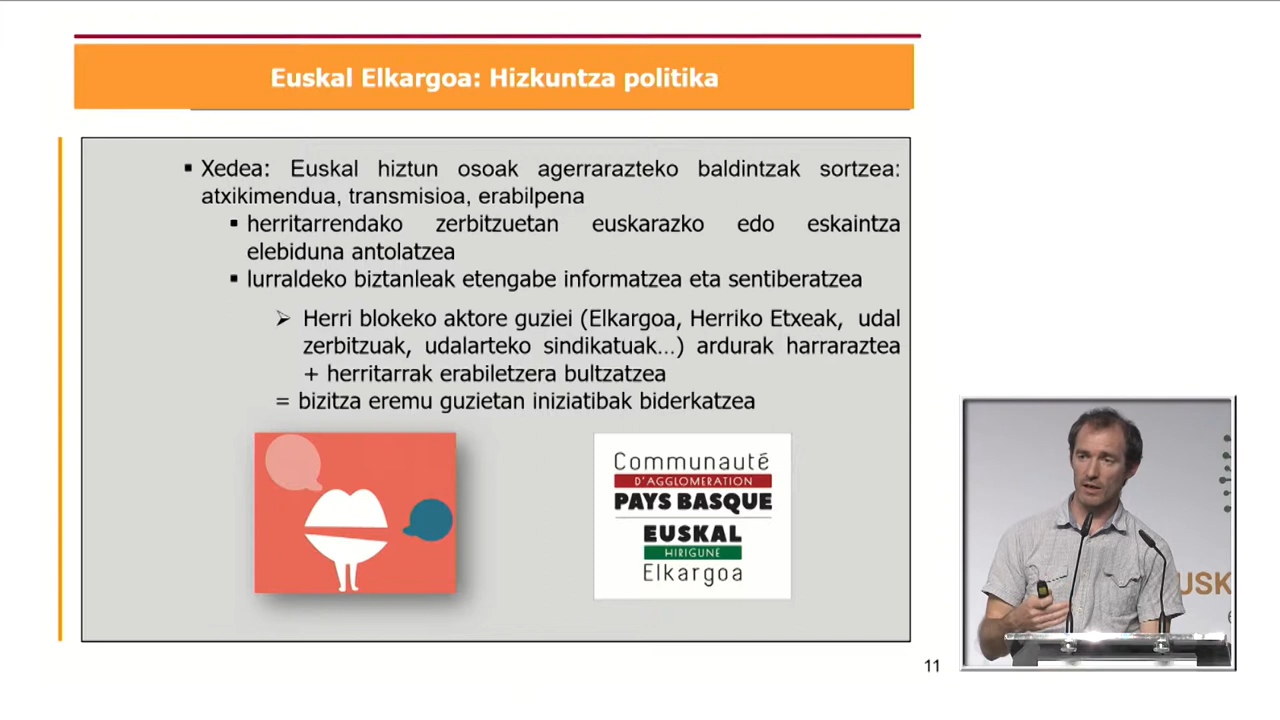 Euskal Elkargoa: Hizkuntza politika
▪ Xedea: Euskal hiztun osoak agerrarazteko baldintzak sortzea:
atxikimendua, transmisioa, erabilpena
▪ herritarrendako zerbitzuetan euskarazko edo eskaintza
elebiduna antolatzea
▪ lurraldeko biztanleak etengabe informatzea eta sentiberatzea
➢ Herri blokeko aktore guziei (Elkargoa, Herriko Etxeak, udal
zerbitzuak, udalarteko sindikatuak...) ardurak harraraztea
+ herritarrak erabiletzera bultzatzea
= bizitza eremu guzietan iniziatibak biderkatzea
Communauté
D'AGGLOMERATION
PAYS BASQUE
EUSKAL
HIRIGUNE
Elkargoa
USK
11